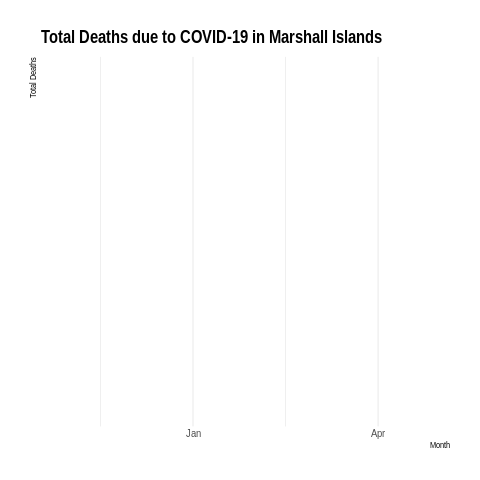 Total Deaths due to COVID-19 in Marshall Islands
Total Deaths
Jan
Apr
Month